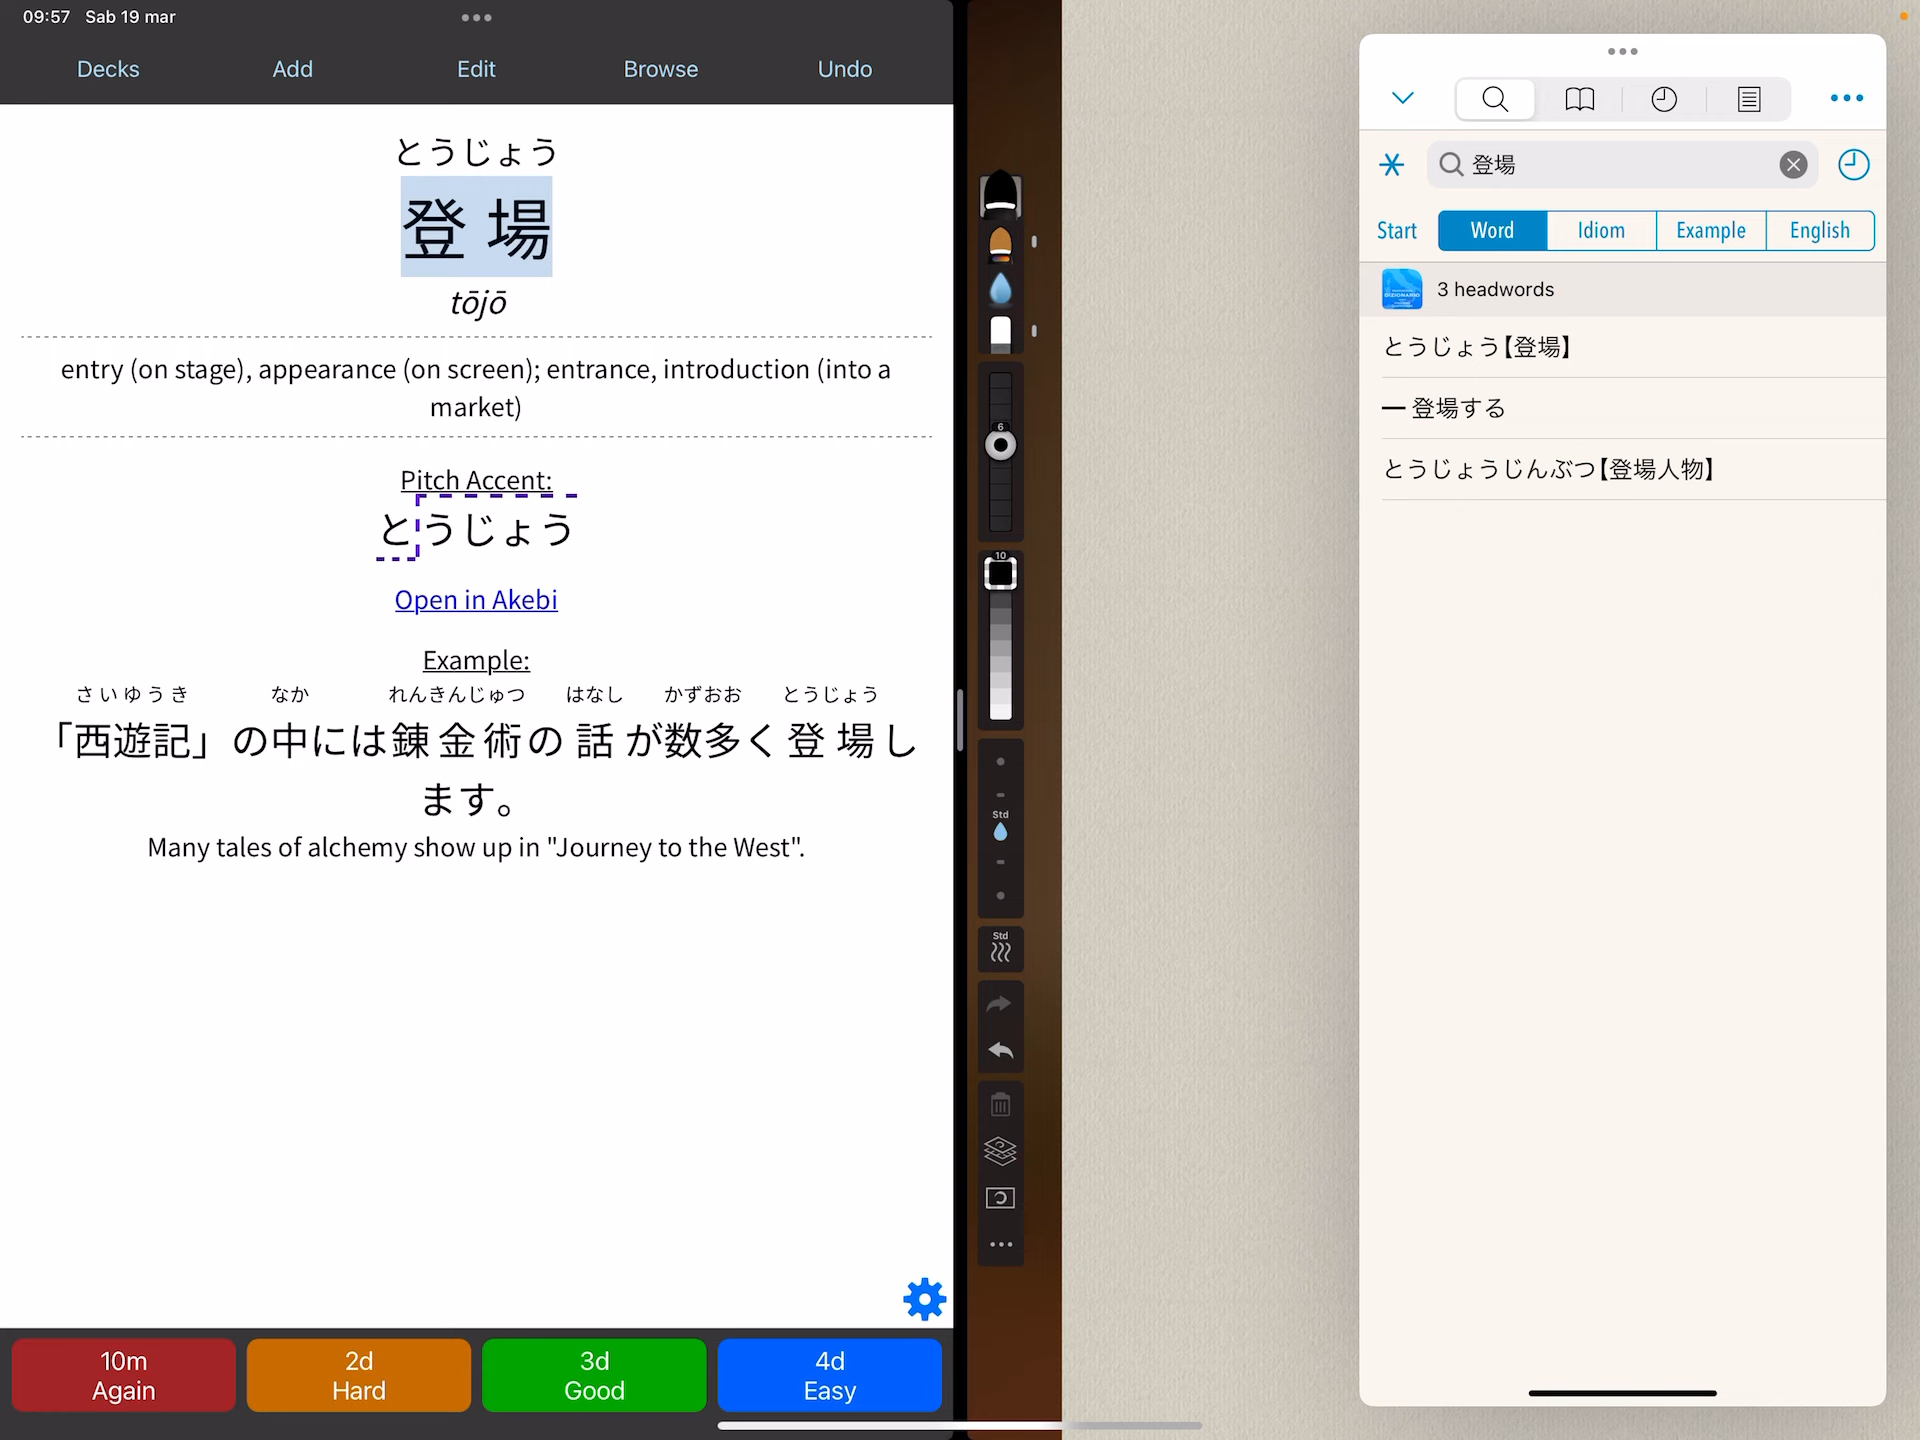 09:57 Sab 19 mar
Decks Add Edit Browse Undo
とうじょう
登場
tōjō
entry (on stage), appearance (on screen); entrance, introduction (into a
market)
Pitch Accent:
とうじょう
Open in Akebi
Example:
さいゆうき なか れんきんじゅつ はなし かずおお とうじょう
「西遊記」の中には錬金術の話が数多く登場し
ます。
Many tales of alchemy show up in "Journey to the West".
10m
Again
2d
Hard
3d
Good
4d
Easy
6
10
Std
Std
登場
Start Word Idiom Example English
DIZIONARIO
3 headwords
とうじょう【登場】
― 登場する
とうじょうじんぶつ【登場人物】